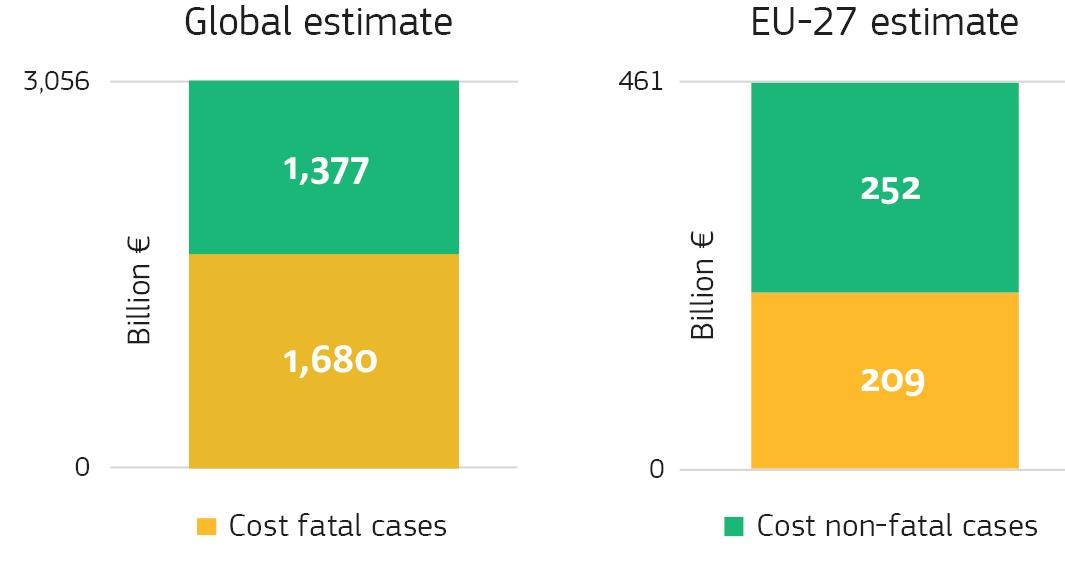 Global estimate
3,056
1,377
Billion €
1,680
0
EU-27 estimate
461
252
Billion €
209
0
Cost fatal cases
Cost non-fatal cases